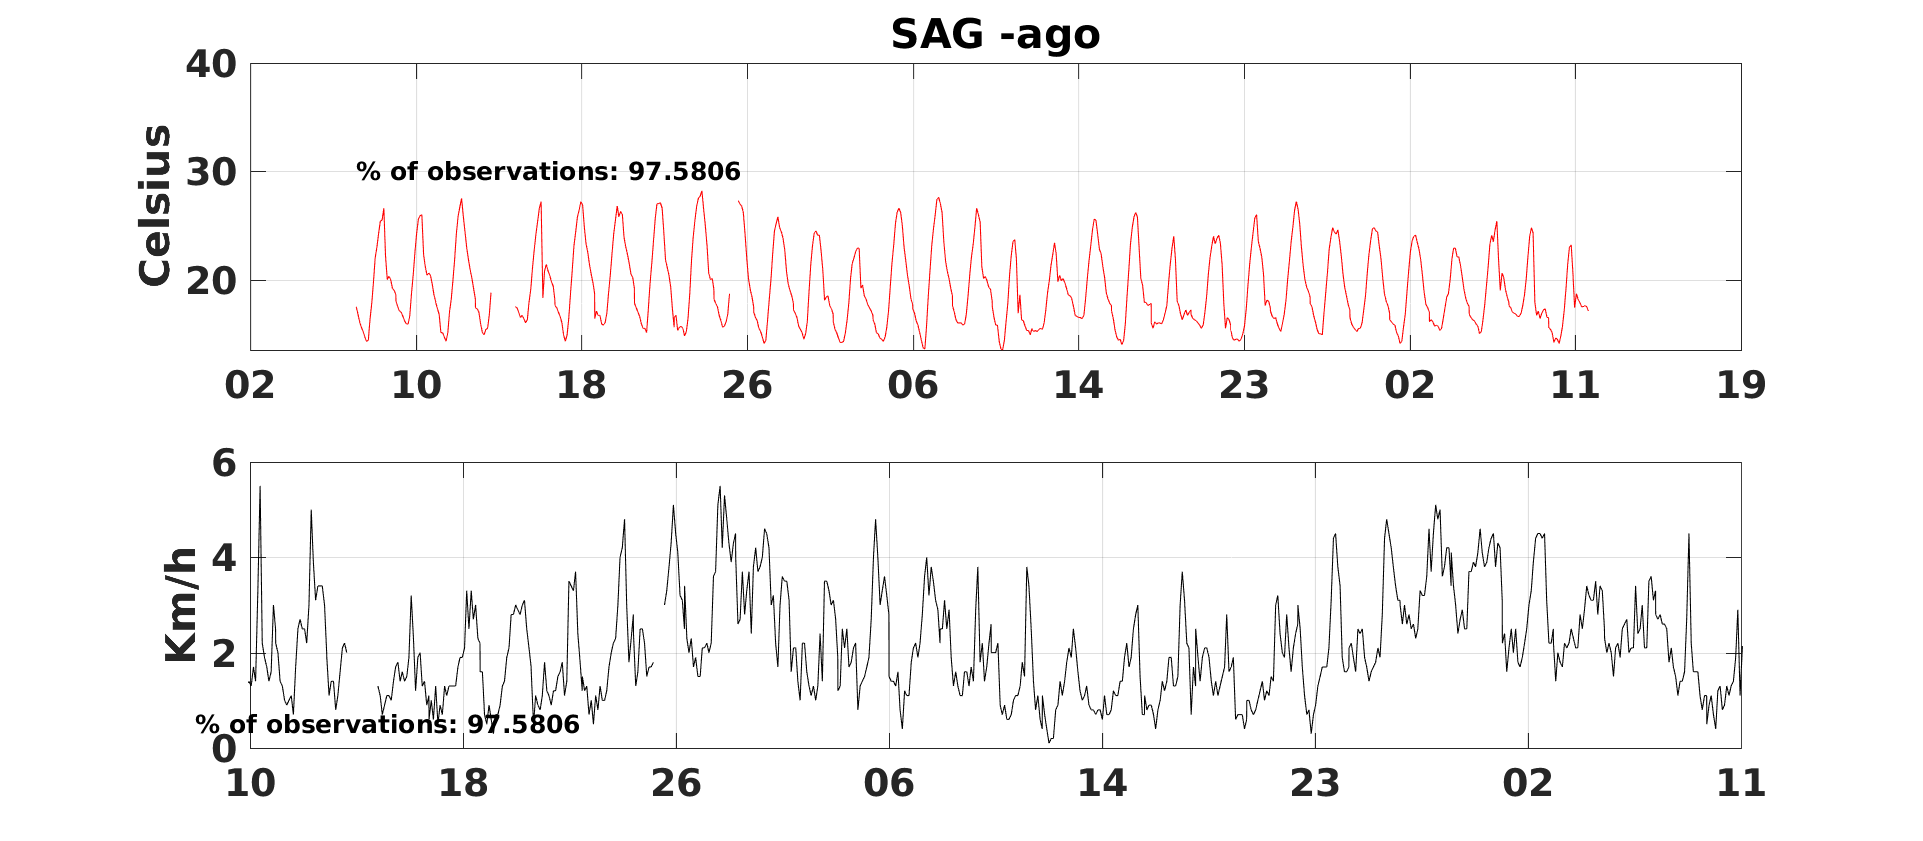 SAG -ago
40
30
20
Celsius
% of observations: 97.5806
02 10 18 26 06 14 23 02 11 19
6
4
2
0
Km/h
% of observations: 97.5806
10 18 26 06 14 23 02 11